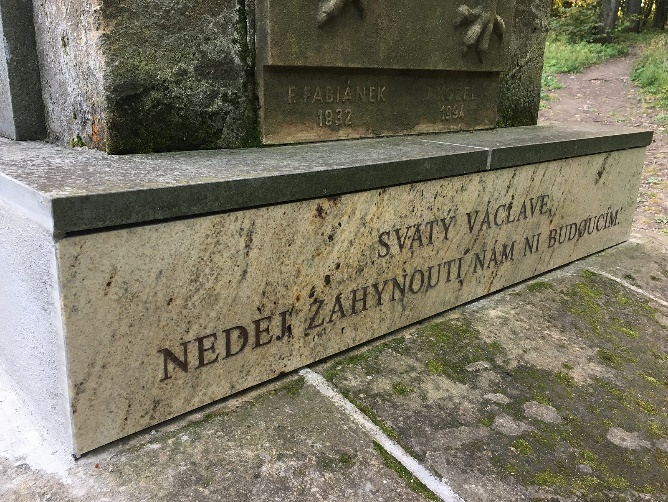 F. FABIÁNEK KOZEL
1932 1994
SVATÝ VÁCLAVE,
NEDEJ ZAHYNOUTI NÁM NI BUDOUCÍM.